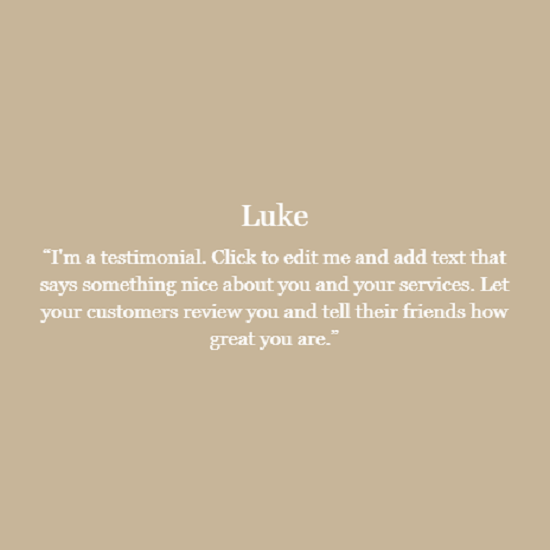 Luke
“I'm a testimonial. Click to edit me and add text that
says something nice about you and your services. Let
your customers review you and tell their friends how
great you are.”